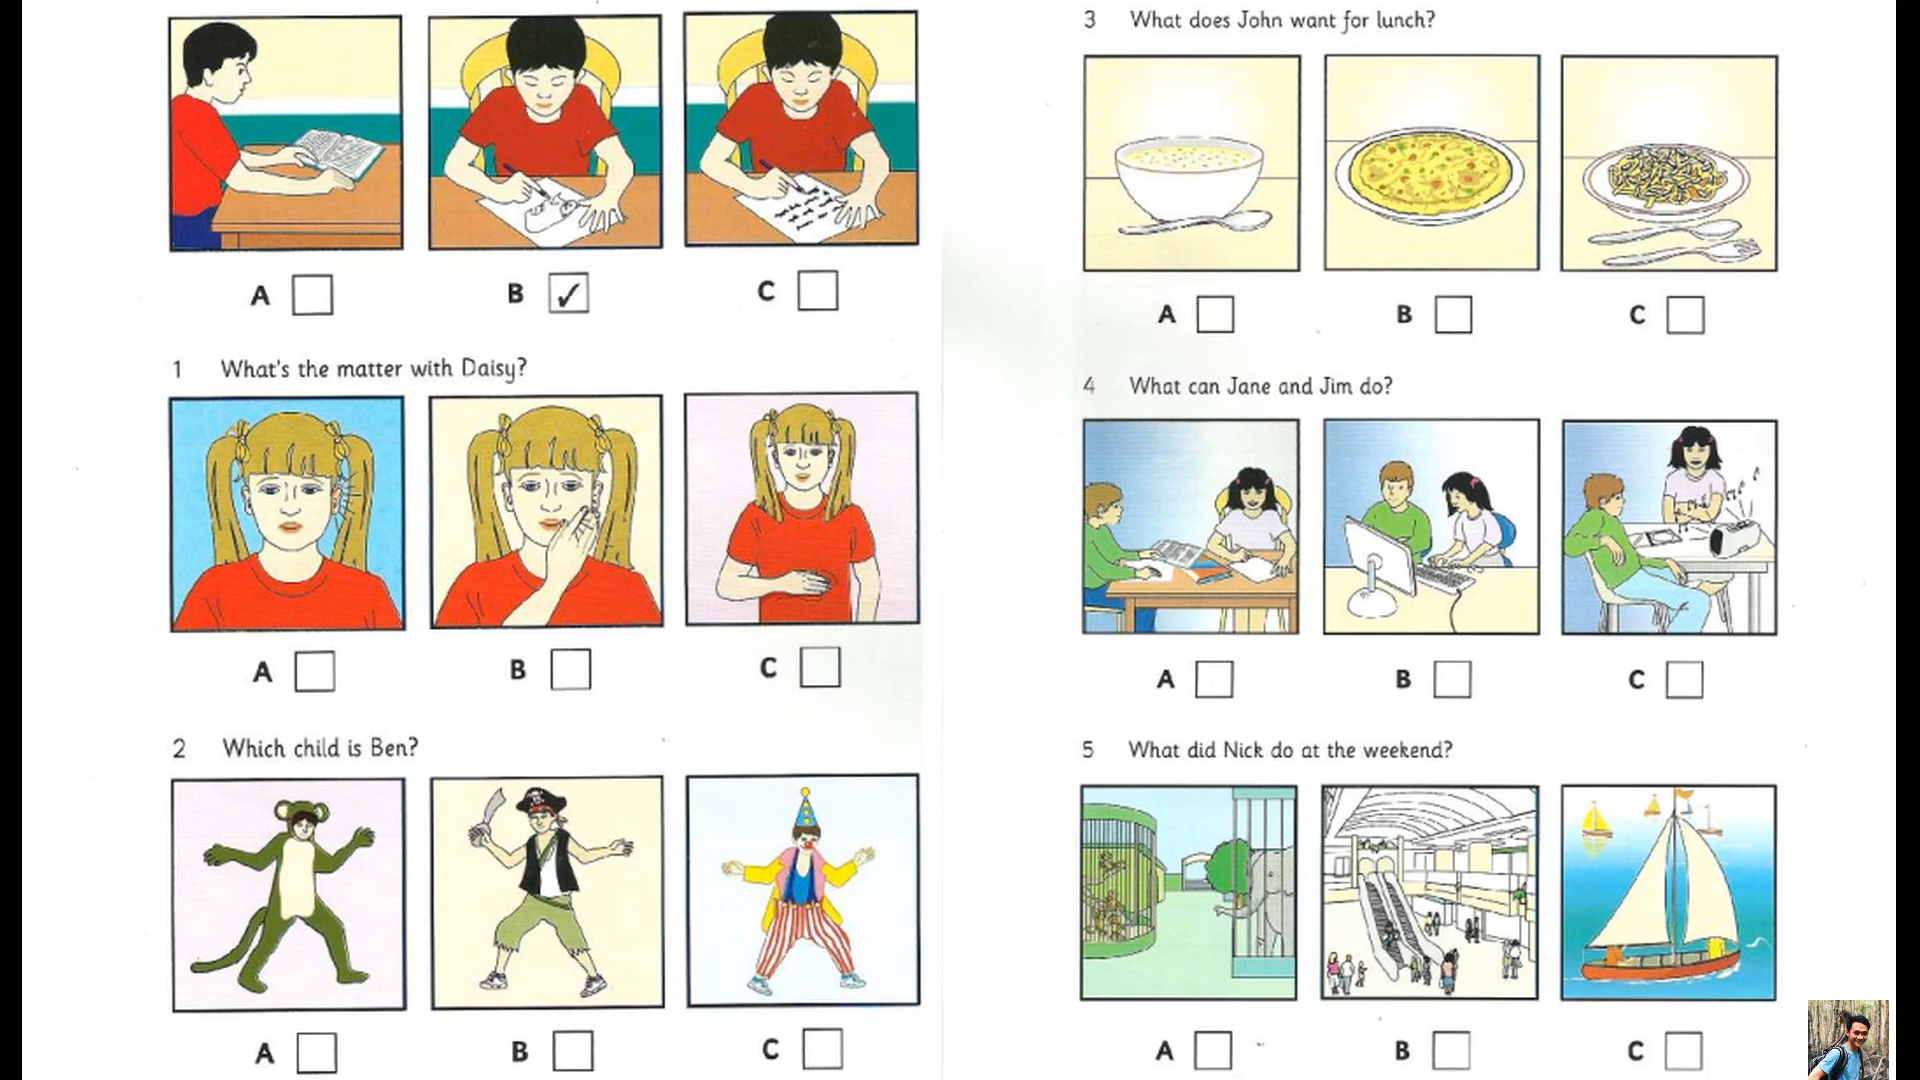 A B ✓ C
1 What's the matter with Daisy?
A B C
2 Which child is Ben?
A B C
3 What does John want for lunch?
A B C
4 What can Jane and Jim do?
A B C
5 What did Nick do at the weekend?
A B C